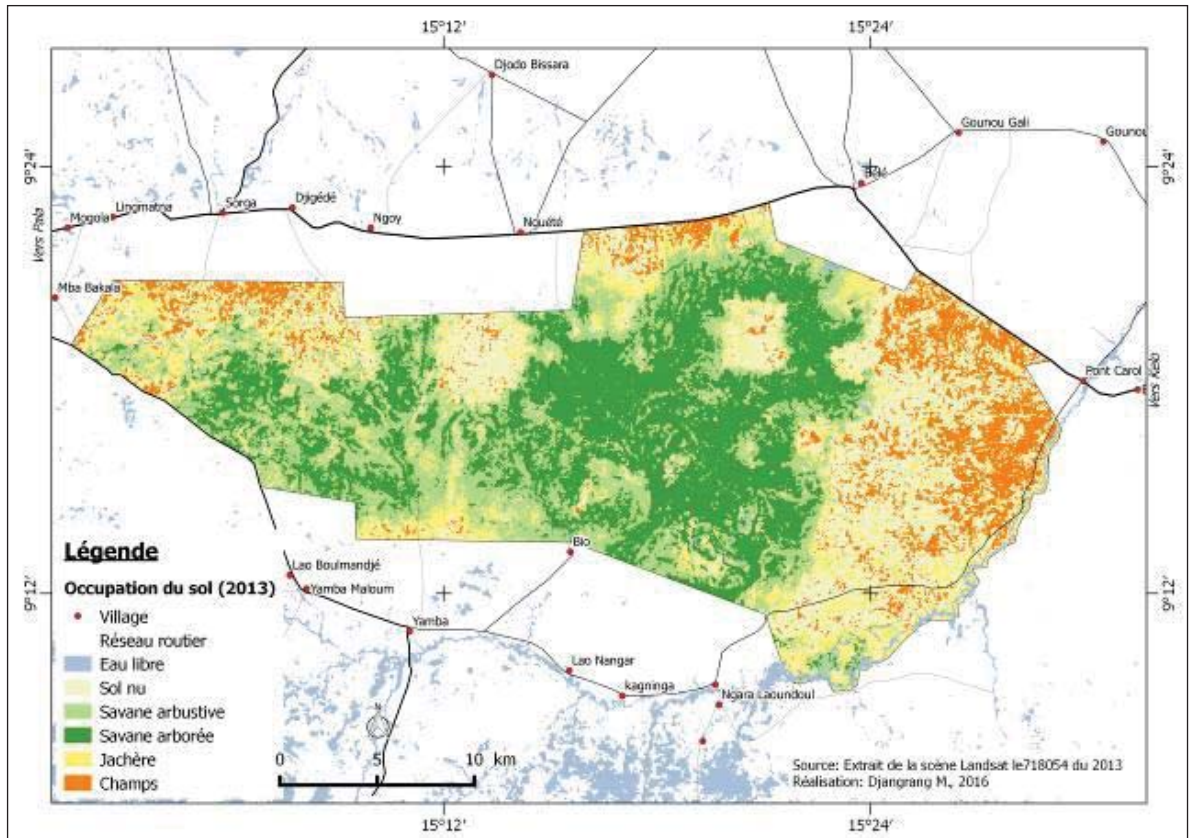 15°12'
15°24'
Djodo Bissara
Gounou Gali
Gounou
9°24'
9°24'
Djigédé
Sorga
Lingmatna
Mogola
Ngoy
Nguété
Vers Pala
Mba Bakala
Pont Carol
Vers Kelo
Bio
Légende
Lao Boulmandjé
Occupation du sol (2013)
Yamba Maloum
9°12'
9°12'
Village
Yamba
Réseau routier
Eau libre
Lao Nangar
Sol nu
kagninga
Ngara Laoundoul
Savane arbustive
N
Savane arborée
Jachère
0 5 10 km
Champs
Source: Extrait de la scène Landsat le718054 du 2013
Réalisation: Djangrang M., 2016
15°12'
15°24'